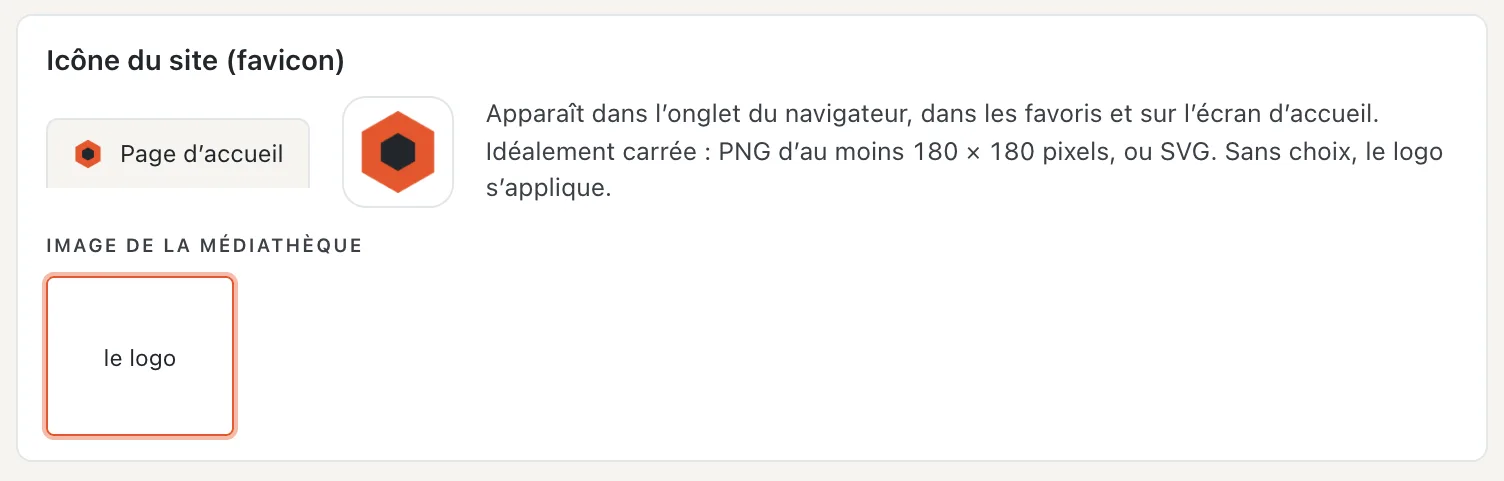 Icône du site (favicon)
Page d’accueil
Apparaît dans l’onglet du navigateur, dans les favoris et sur l’écran d’accueil.
Idéalement carrée : PNG d’au moins 180 × 180 pixels, ou SVG. Sans choix, le logo
s’applique.
IMAGE DE LA MÉDIATHÈQUE
le logo